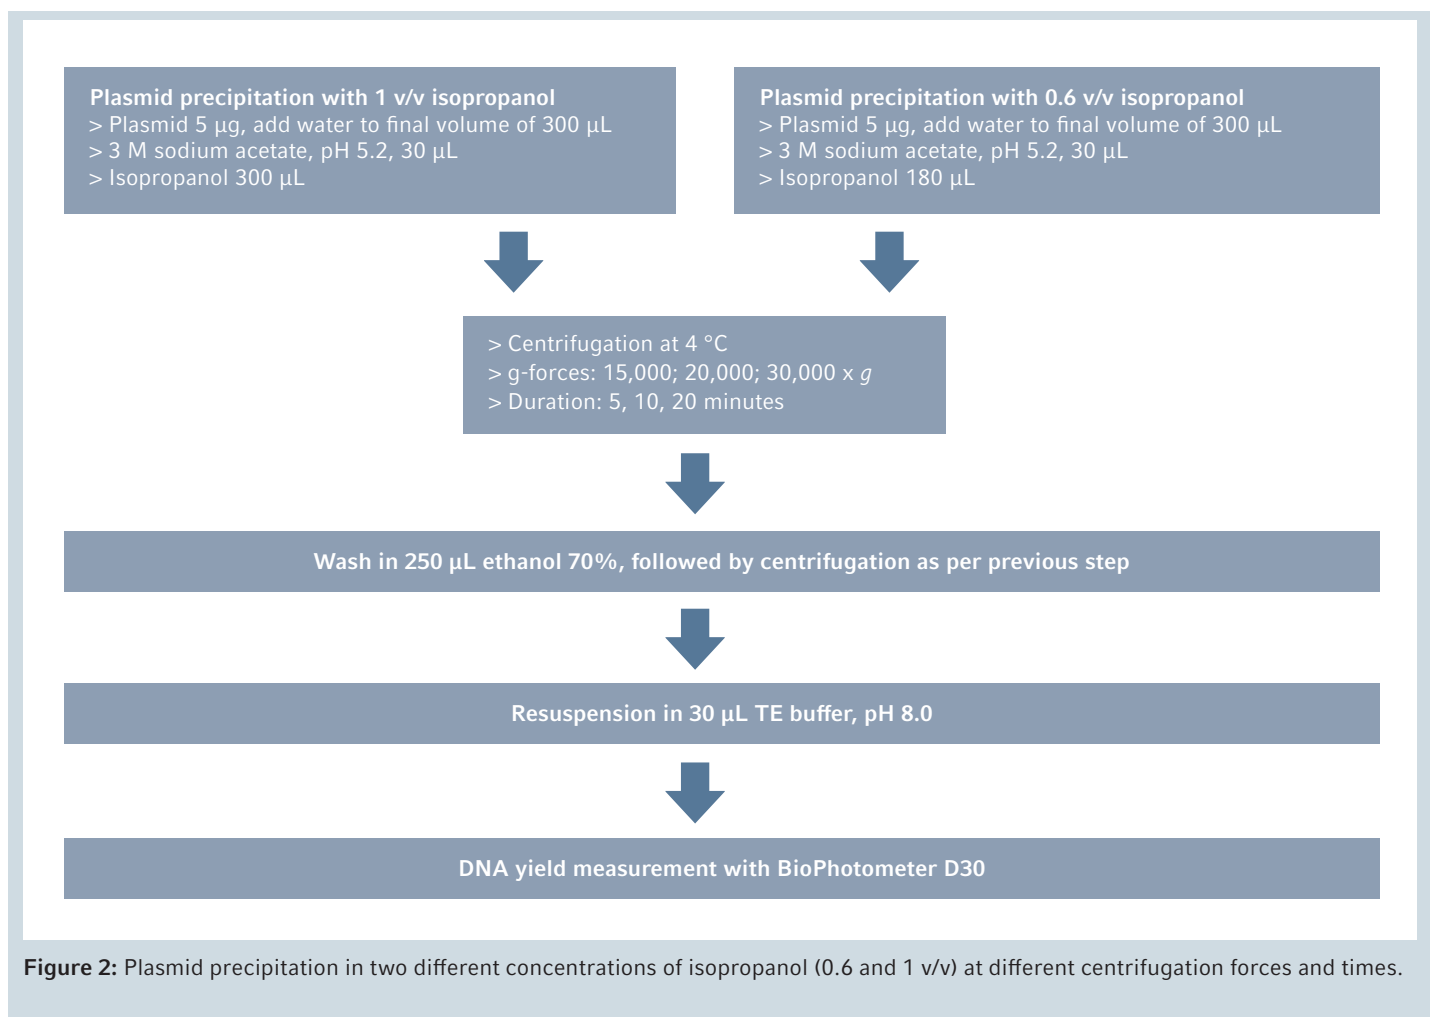 Plasmid precipitation with 1 v/v isopropanol
> Plasmid 5 µg, add water to final volume of 300 µL
> 3 M sodium acetate, pH 5.2, 30 µL
> Isopropanol 300 µL
Plasmid precipitation with 0.6 v/v isopropanol
> Plasmid 5 µg, add water to final volume of 300 µL
> 3 M sodium acetate, pH 5.2, 30 µL
> Isopropanol 180 µL
> Centrifugation at 4 °C
> g-forces: 15,000; 20,000; 30,000 x g
> Duration: 5, 10, 20 minutes
Wash in 250 µL ethanol 70%, followed by centrifugation as per previous step
Resuspension in 30 µL TE buffer, pH 8.0
DNA yield measurement with BioPhotometer D30
Figure 2: Plasmid precipitation in two different concentrations of isopropanol (0.6 and 1 v/v) at different centrifugation forces and times.